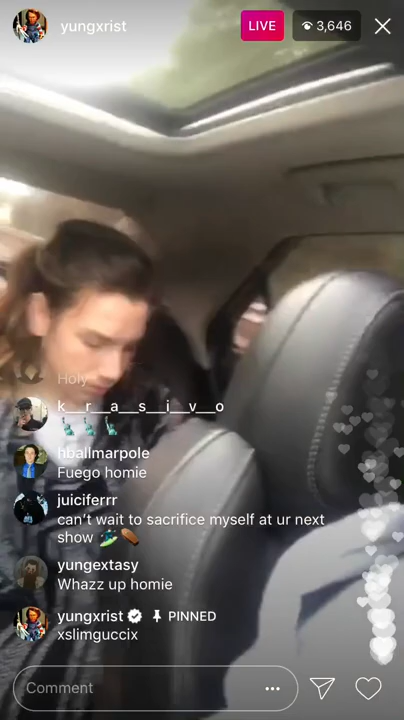 yungxrist
LIVE
3,646
Holy
k__r__a__s__i__v__o
🗽🗽🗽
hballmarpole
Fuego homie
juiciferrr
can't wait to sacrifice myself at ur next
show 🏄⚰️
yungextasy
Whazz up homie
yungxrist PINNED
xslimguccix
Comment